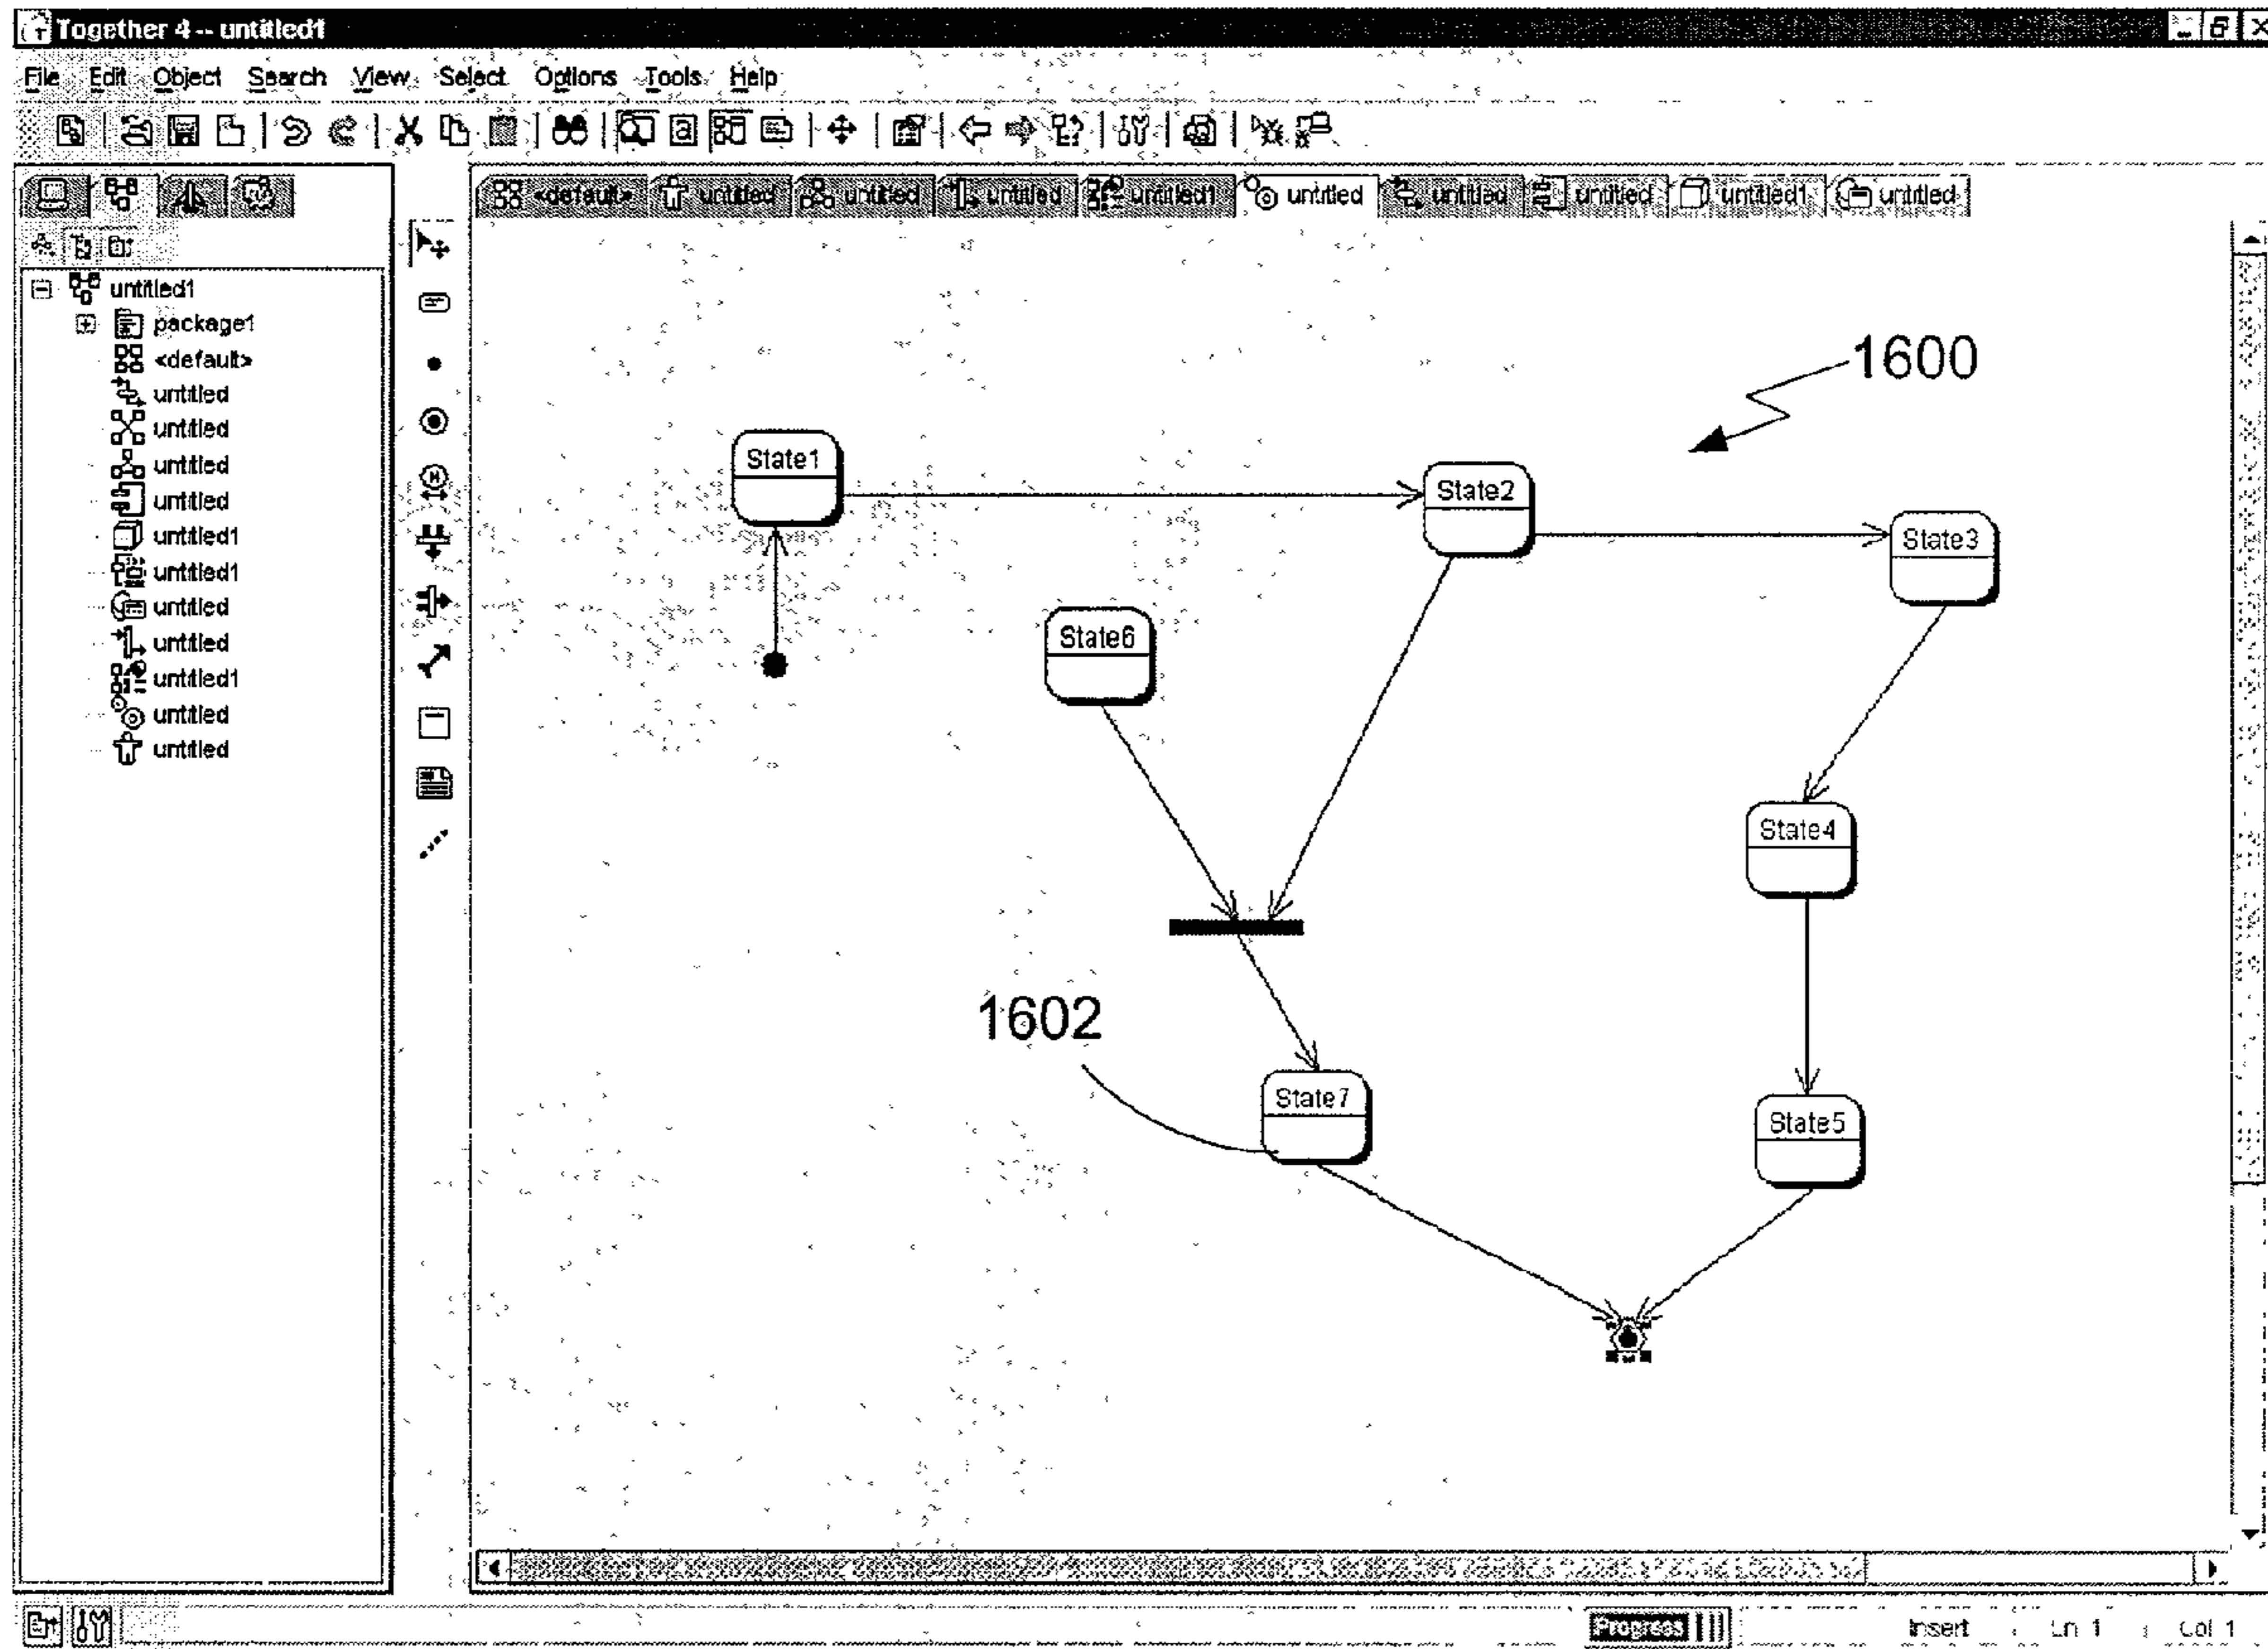 Together 4 -- untitled1
File Edit Object Search View Select Options Tools Help
<default> untitled untitled untitled untitled1 untitled untitled untitled untitled1 untitled
untitled1
package1
<default>
untitled
untitled
untitled
untitled
untitled1
untitled1
untitled
untitled
untitled1
untitled
untitled
1600
State1
State2
State3
State6
State4
1602
State7
State5
Progress
Insert Ln 1 Col 1